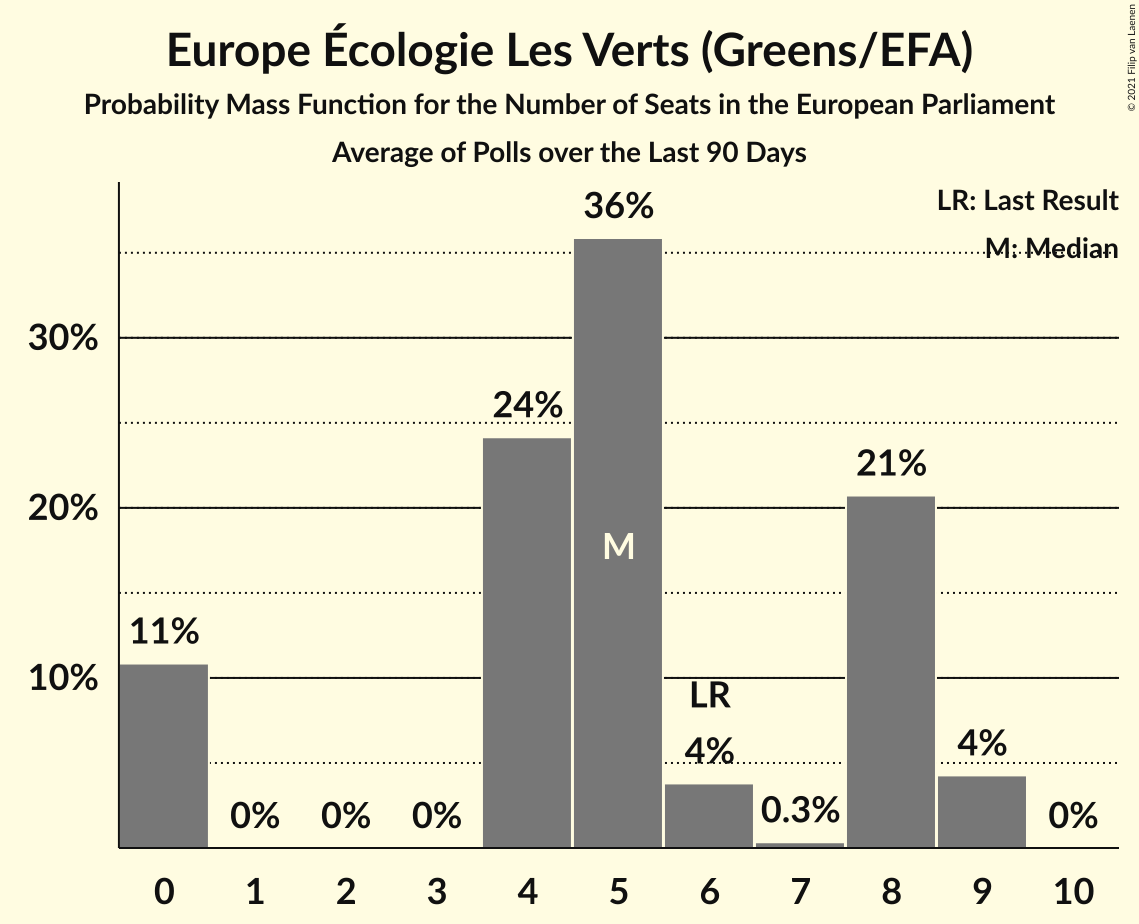 Europe Écologie Les Verts (Greens/EFA)
Probability Mass Function for the Number of Seats in the European Parliament
Average of Polls over the Last 90 Days
© 2021 Filip van Laenen
LR: Last Result
M: Median
36%
30%
24%
21%
20%
M
11%
10%
LR
4%
4%
0.3%
0%
0%
0%
0%
0 1 2 3 4 5 6 7 8 9 10